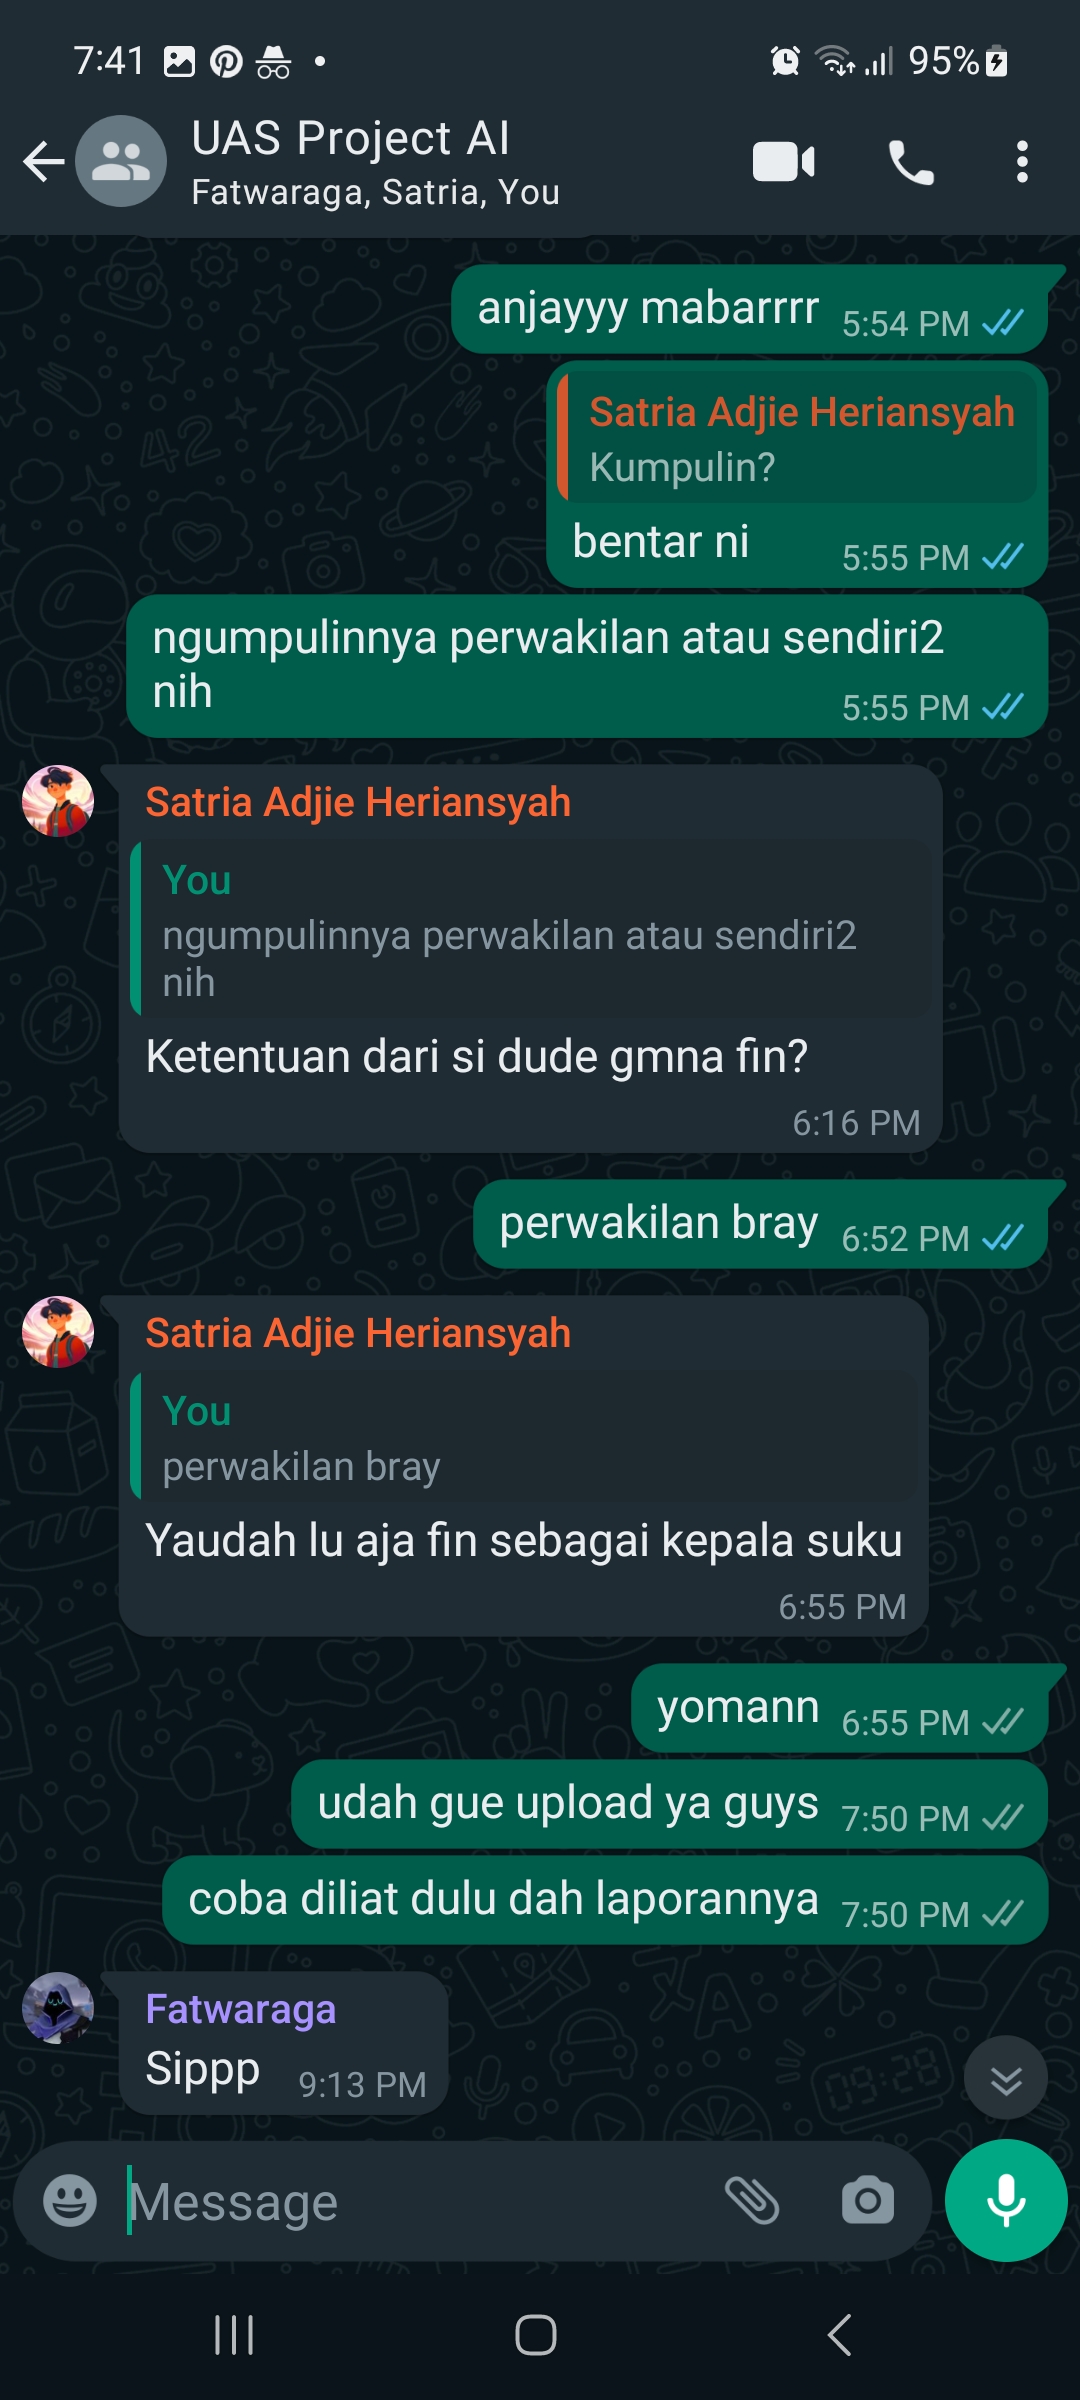 7:41
95%
UAS Project AI
Fatwaraga, Satria, You
anjayyy mabarrrr 5:54 PM
Satria Adjie Heriansyah
Kumpulin?
bentar ni 5:55 PM
ngumpulinnya perwakilan atau sendiri2
nih 5:55 PM
Satria Adjie Heriansyah
You
ngumpulinnya perwakilan atau sendiri2
nih
Ketentuan dari si dude gmna fin?
6:16 PM
perwakilan bray 6:52 PM
Satria Adjie Heriansyah
You
perwakilan bray
Yaudah lu aja fin sebagai kepala suku
6:55 PM
yomann 6:55 PM
udah gue upload ya guys 7:50 PM
coba diliat dulu dah laporannya 7:50 PM
Fatwaraga
Sippp 9:13 PM
Message